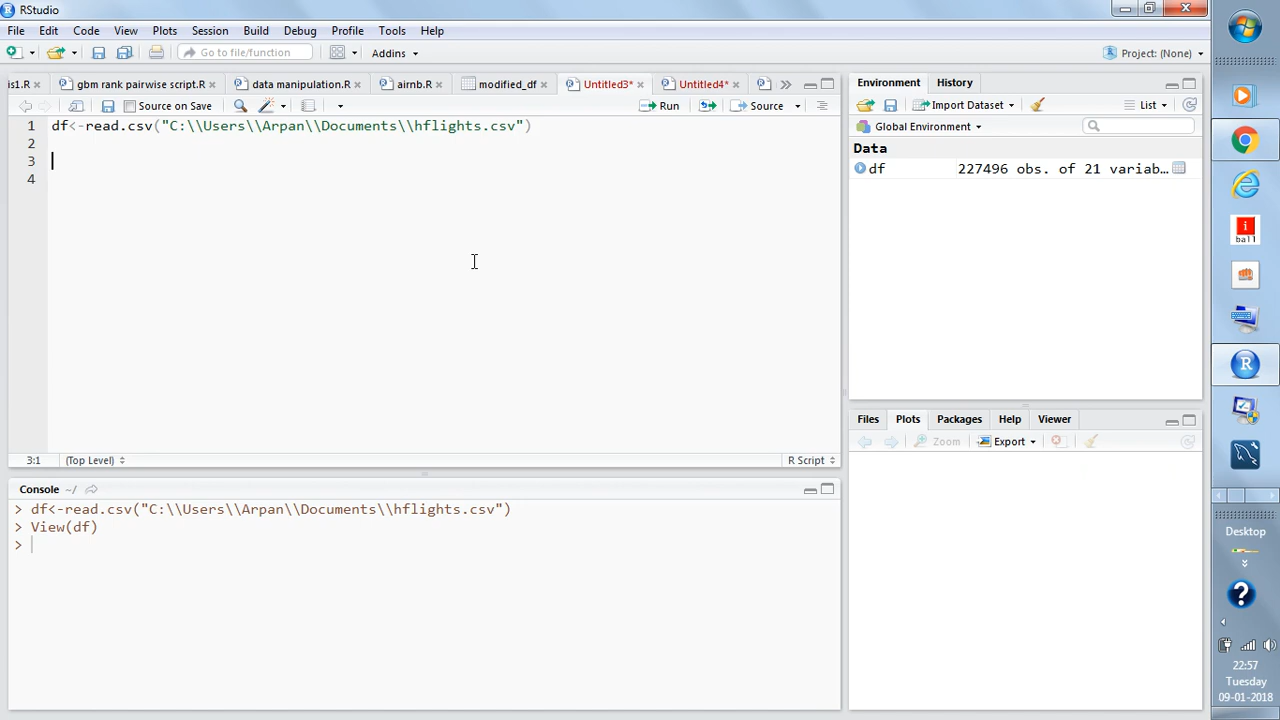 RStudio
File Edit Code View Plots Session Build Debug Profile Tools Help
Go to file/function Addins Project: (None)
is1.R gbm rank pairwise script.R data manipulation.R airnb.R modified_df Untitled3* Untitled4*
Source on Save Run Source
1 df<-read.csv("C:\\Users\\Arpan\\Documents\\hflights.csv")
2
3
4
3:1 (Top Level) R Script
Console ~/
> df<-read.csv("C:\\Users\\Arpan\\Documents\\hflights.csv")
> View(df)
>
Environment History
Import Dataset List
Global Environment
Data
df 227496 obs. of 21 variab…
Files Plots Packages Help Viewer
Zoom Export
i
ball
R
Desktop
?
22:57
Tuesday
09-01-2018